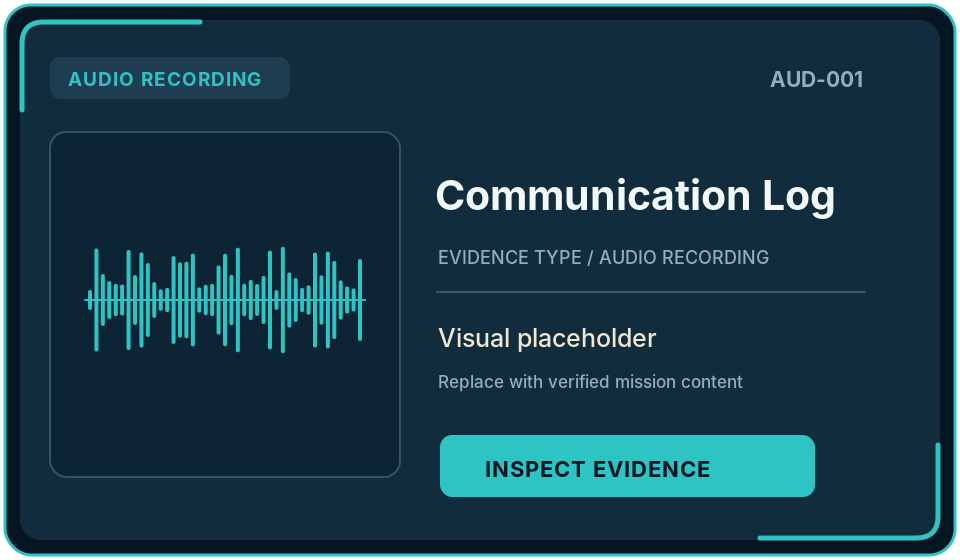 AUDIO RECORDING
AUD-001
Communication Log
EVIDENCE TYPE / AUDIO RECORDING
Visual placeholder
Replace with verified mission content
INSPECT EVIDENCE